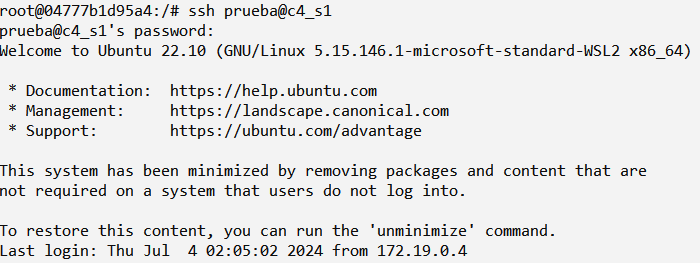 root@04777b1d95a4:/# ssh prueba@c4_s1
prueba@c4_s1's password:
Welcome to Ubuntu 22.10 (GNU/Linux 5.15.146.1-microsoft-standard-WSL2 x86_64)

 * Documentation:  https://help.ubuntu.com
 * Management:     https://landscape.canonical.com
 * Support:        https://ubuntu.com/advantage

This system has been minimized by removing packages and content that are
not required on a system that users do not log into.

To restore this content, you can run the 'unminimize' command.
Last login: Thu Jul  4 02:05:02 2024 from 172.19.0.4